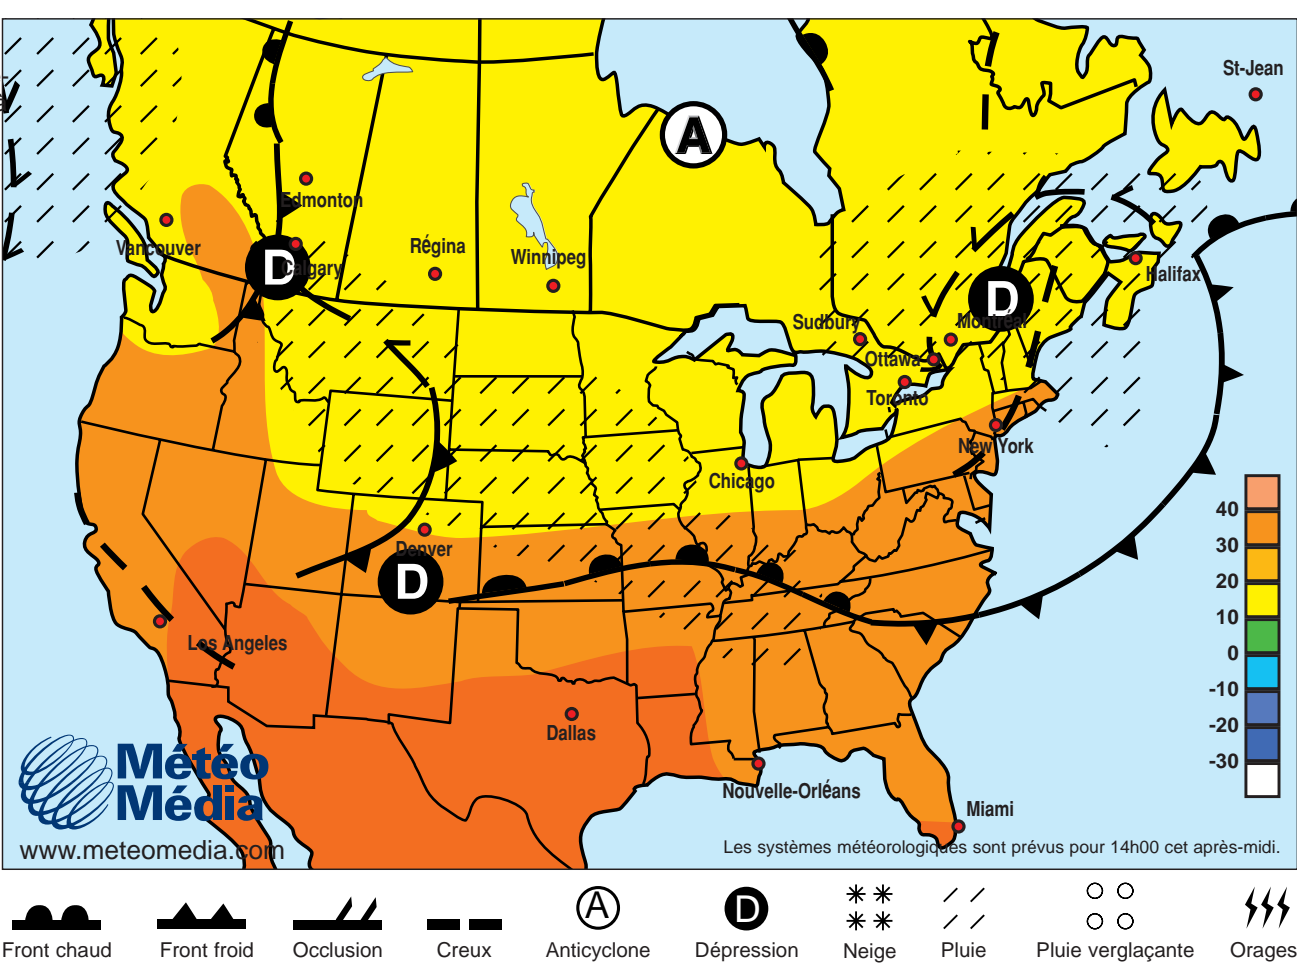 St-Jean
A
Edmonton
Vancouver
D
Calgary
Régina
Winnipeg
Halifax
D
Sudbury
Montréal
Ottawa
Toronto
New York
Chicago
Denver
D
Los Angeles
Dallas
Nouvelle-Orléans
Miami
40
30
20
10
0
-10
-20
-30
Météo
Média
www.meteomedia.com
Les systèmes météorologiques sont prévus pour 14h00 cet après-midi.
A
D
Front chaud
Front froid
Occlusion
Creux
Anticyclone
Dépression
Neige
Pluie
Pluie verglaçante
Orages